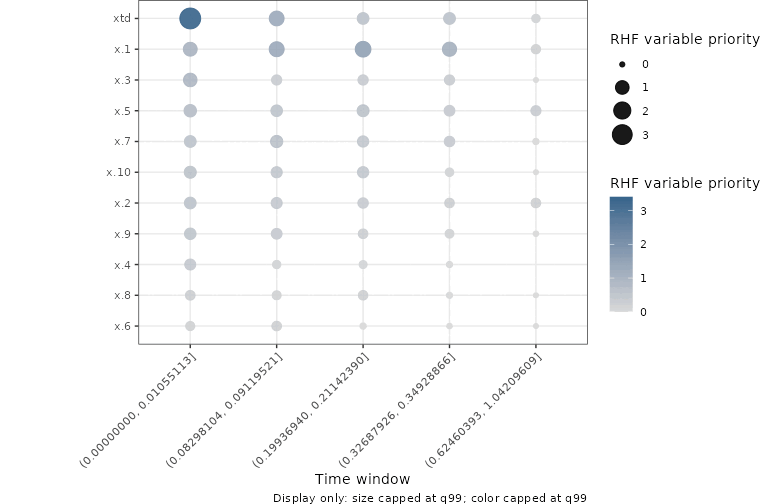 xtd
x.1
x.3
x.5
x.7
x.10
x.2
x.9
x.4
x.8
x.6
(0.00000000, 0.01055113]
(0.08298104, 0.09119521]
(0.19936940, 0.21142390]
(0.32687926, 0.34928866]
(0.62460393, 1.04209609]
Time window
Display only: size capped at q99; color capped at q99
RHF variable priority
0
1
2
3
RHF variable priority
3
2
1
0